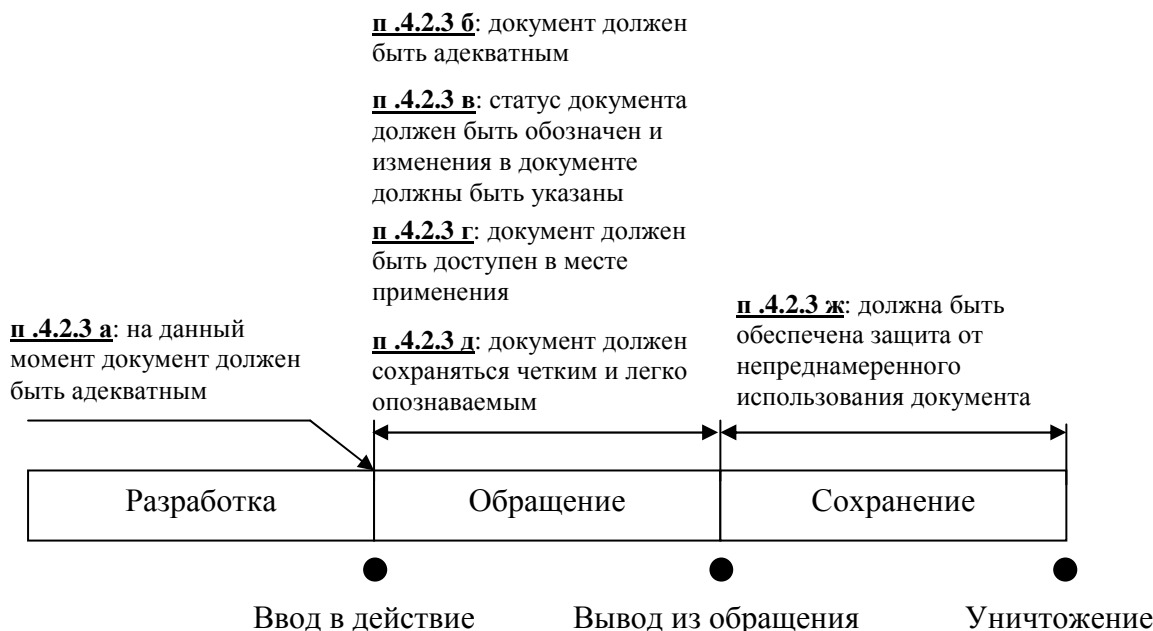 п .4.2.3 б: документ должен
быть адекватным
п .4.2.3 в: статус документа
должен быть обозначен и
изменения в документе
должны быть указаны
п .4.2.3 г: документ должен
быть доступен в месте
применения
п .4.2.3 д: документ должен
сохраняться четким и легко
опознаваемым
п .4.2.3 а: на данный
момент документ должен
быть адекватным
п .4.2.3 ж: должна быть
обеспечена защита от
непреднамеренного
использования документа
Разработка
Обращение
Сохранение
Ввод в действие
Вывод из обращения
Уничтожение